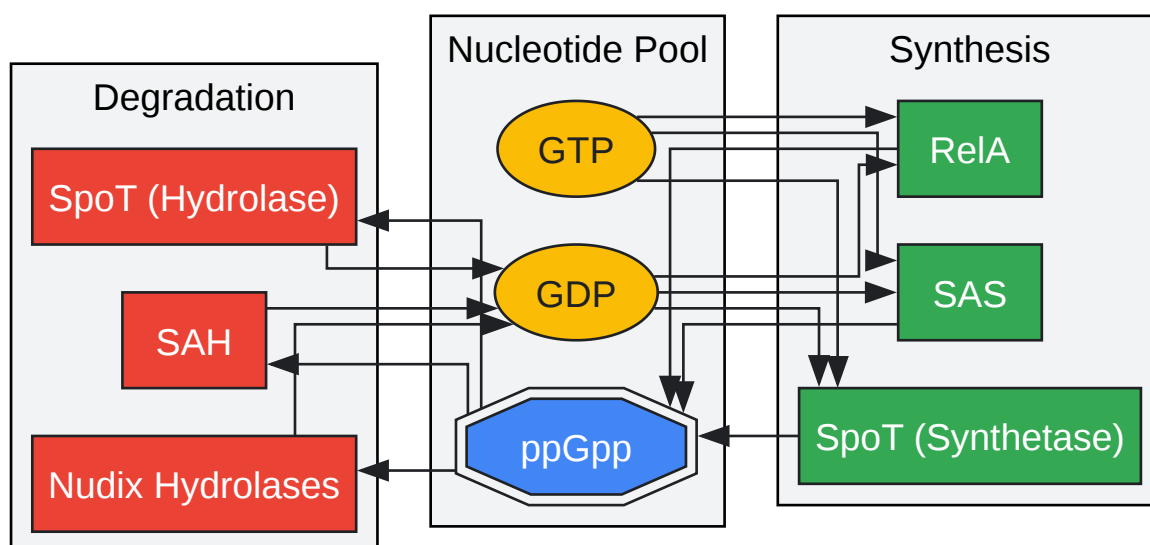 Degradation
SpoT (Hydrolase)
SAH
Nudix Hydrolases
Nucleotide Pool
GTP
GDP
ppGpp
Synthesis
RelA
SAS
SpoT (Synthetase)